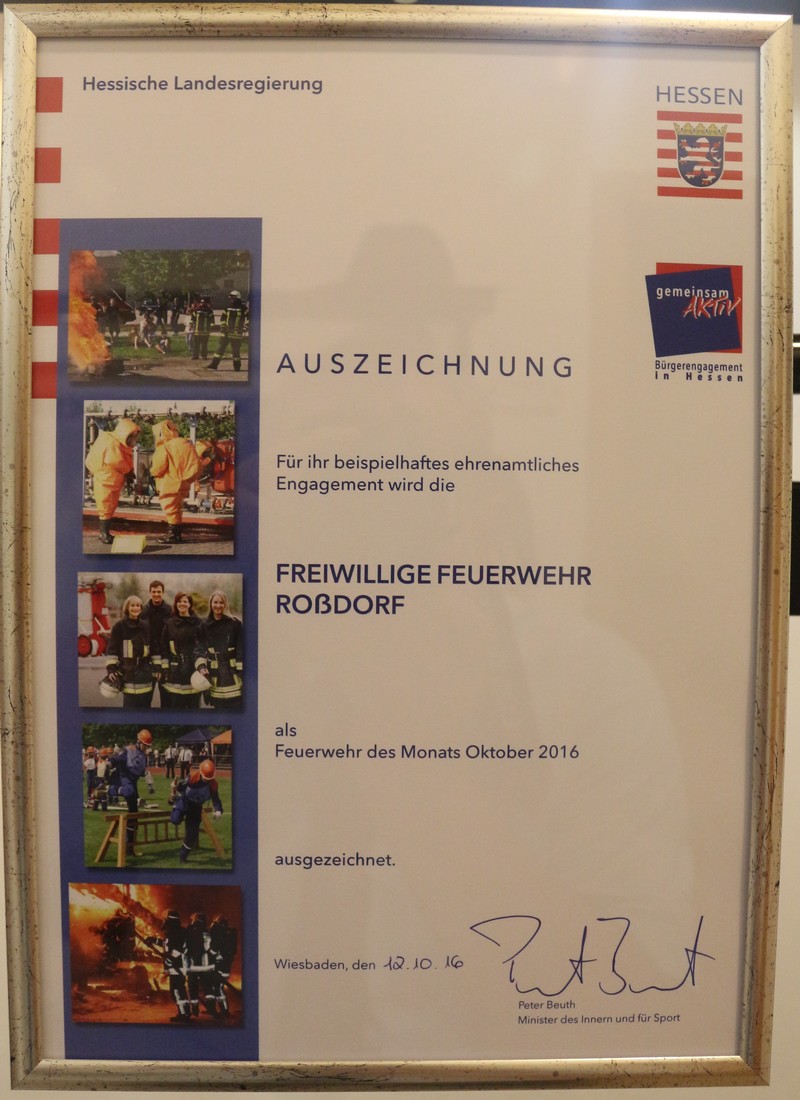 Hessische Landesregierung
HESSEN
gemeinsam
AKTIV
Bürgerengagement
in Hessen
AUSZEICHNUNG
Für ihr beispielhaftes ehrenamtliches
Engagement wird die
FREIWILLIGE FEUERWEHR
ROßDORF
als
Feuerwehr des Monats Oktober 2016
ausgezeichnet.
Wiesbaden, den 12.10.16
Peter Beuth
Minister des Innern und für Sport